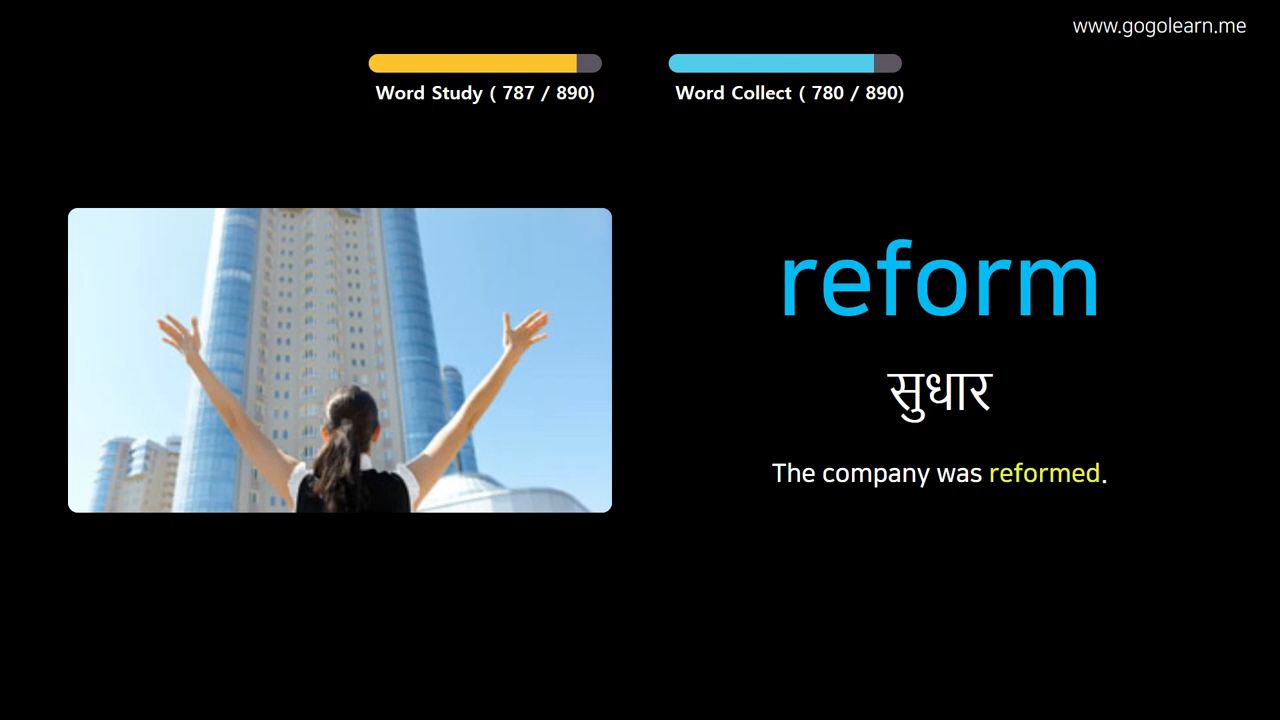 www.gogolearn.me
Word Study ( 787 / 890)
Word Collect ( 780 / 890)
reform
सुधार
The company was reformed.